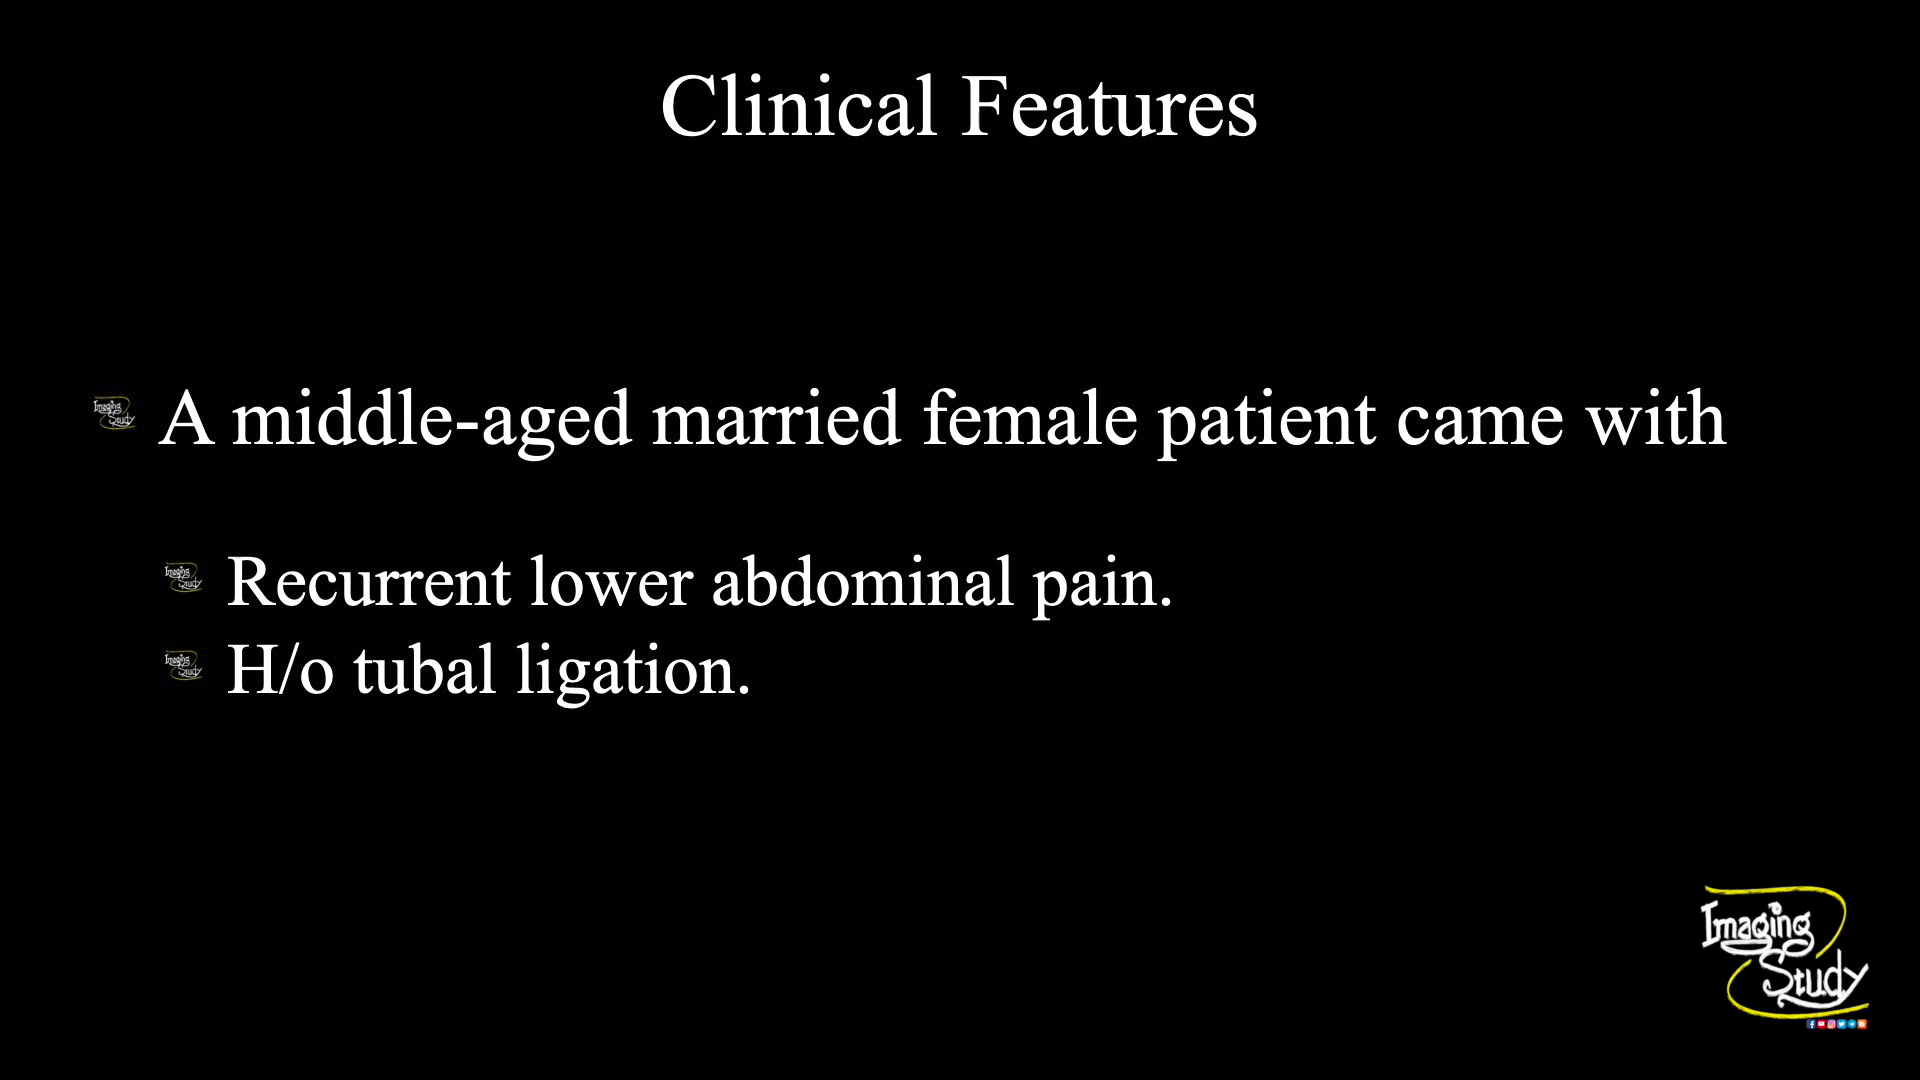 Clinical Features
A middle-aged married female patient came with
Recurrent lower abdominal pain.
H/o tubal ligation.
Imaging
Study